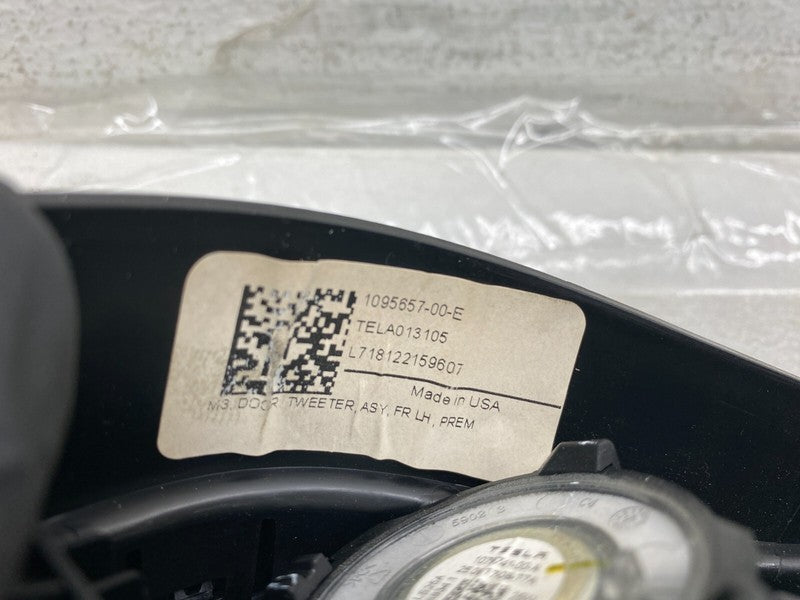 1095657-00-E
TELA013105
L718122159607
Made in USA
M3, DOOR TWEETER, ASY, FR LH, PREM
TESLA